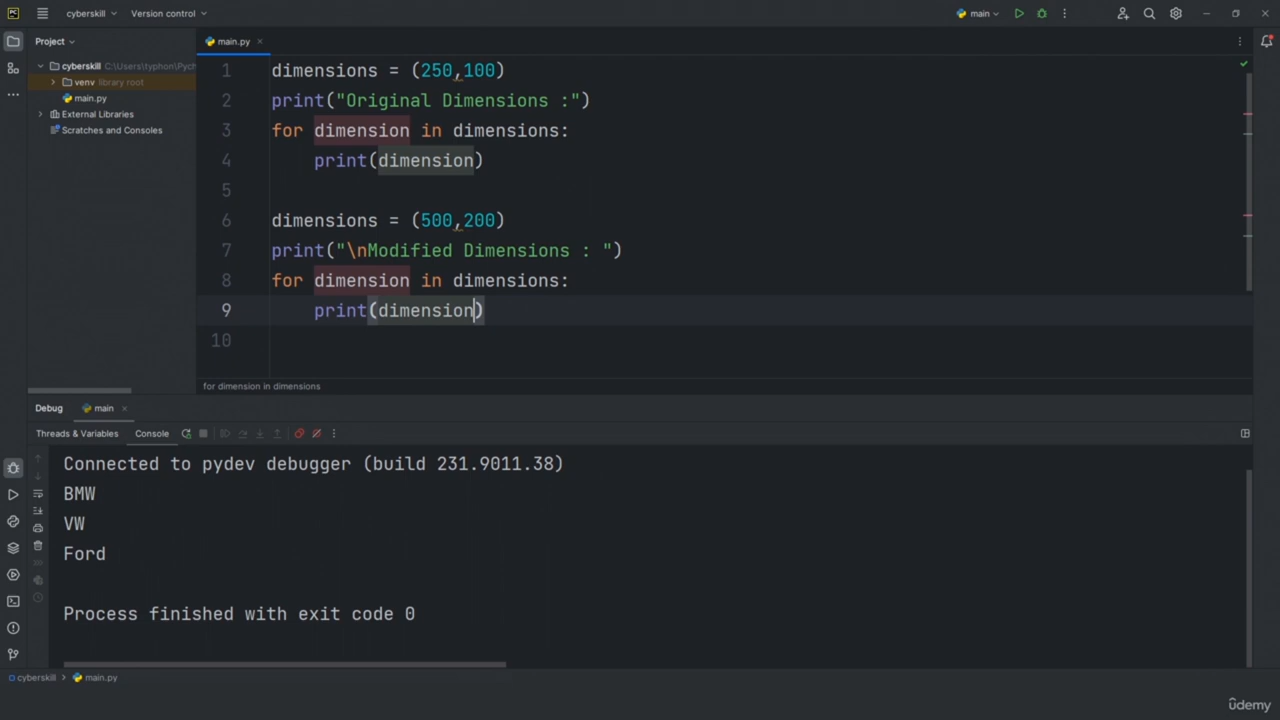 PC cyberskill Version control main
Project
main.py
cyberskill C:\Users\typhon\Pych
venv library root
main.py
External Libraries
Scratches and Consoles
1 dimensions = (250,100)
2 print("Original Dimensions :")
3 for dimension in dimensions:
4 print(dimension)
5
6 dimensions = (500,200)
7 print("\nModified Dimensions : ")
8 for dimension in dimensions:
9 print(dimension)
10
for dimension in dimensions
Debug main
Threads & Variables Console
Connected to pydev debugger (build 231.9011.38)
BMW
VW
Ford
Process finished with exit code 0
cyberskill > main.py
udemy